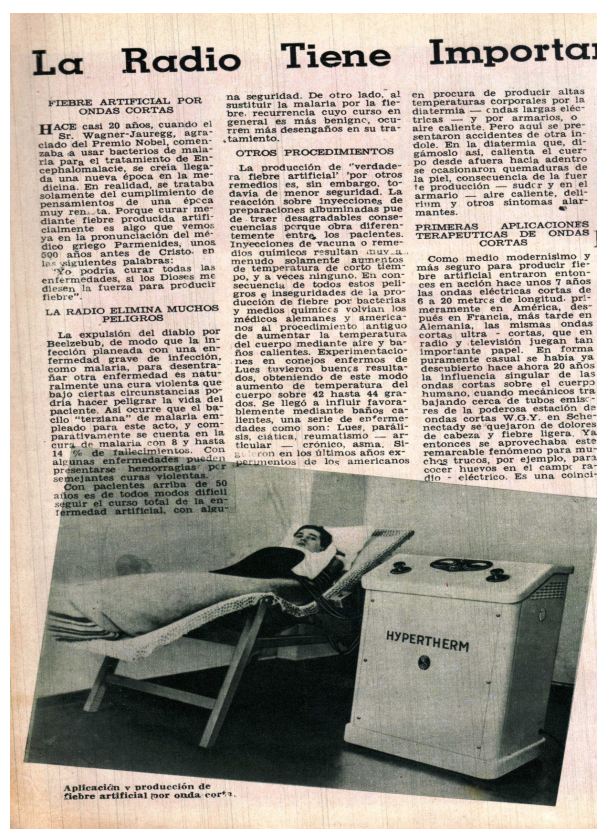 La Radio Tiene Importan
FIEBRE ARTIFICIAL POR
ONDAS CORTAS
HACE casi 20 años, cuando el
Sr. Wagner-Jauregg, agra-
ciado del Premio Nobel, comen-
zaba a usar bacterios de mala-
ria para el tratamiento de En-
cephalomalacie, se creía llega-
da una nueva época en la me-
dicina. En realidad, se trataba
solamente del cumplimiento de
pensamientos de una época
muy Porque curar me-
diante fiebre producida artifi-
cialmente es algo que vemos
ya en la pronunciación del mé-
dico griego Parmenides, unos
500 años antes de Cristo, en
las siguientes palabras:
"Yo podría curar todas las
enfermedades, si los Dioses me
diesen la fuerza para producir
fiebre".
LA RADIO ELIMINA MUCHOS
PELIGROS
La expulsión del diablo por
Beelzebub, de modo que la in-
fección planeada con una en-
fermedad grave de infección,
como malaria, para desentra-
ñar otra enfermedad es natu-
ralmente una cura violenta que
bajo ciertas circunstancias po-
dría hacer peligrar la vida del
paciente. Así ocurre que el ba-
cilo "terziana" de malaria em-
pleado para este acto, y com-
parativamente se cuenta en la
cura de malaria con 8 y hasta
14 % de fallecimientos. Con
algunas enfermedades pueden
presentarse hemorragias por
semejantes curas violentas.
Con pacientes arriba de 50
años es de todos modos difícil
seguir el curso total de la en-
fermedad artificial, con algu-
na seguridad. De otro lado, al
sustituir la malaria por la fie-
bre. recurrencia cuyo curso en
general es más benigno, ocu-
rren más desengaños en su tra-
tamiento.
OTROS PROCEDIMIENTOS
La producción de "verdade-
ra fiebre artificial" por otros
remedios es, sin embargo, to-
davía de menor seguridad. La
reacción sobre inyecciones de
preparaciones albuminadas pue-
de traer desagradables conse-
cuencias porque obra diferen-
temente entre los pacientes.
Inyecciones de vacuna o reme-
dios químicos resultan muy a
menudo solamente aumentos
de temperatura de corto tiem-
po, y a veces ninguno. En con-
secuencia de todos estos peli-
gros e inseguridades de la pro-
ducción de fiebre por bacterias
y medios químicos volvían los
médicos alemanes y america-
nos al procedimiento antiguo
de aumentar la temperatura
del cuerpo mediante aire y ba-
ños calientes. Experimentacio-
nes en conejos enfermos de
Lues tuvieron buenos resulta-
dos, obteniendo de este modo
aumento de temperatura del
cuerpo sobre 42 hasta 44 gra-
dos. Se llegó a influir favora-
blemente mediante baños ca-
lientes, una serie de enferme-
dades como son: Lues, paráli-
sis, ciática, reumatismo — ar-
ticular — crónico, asma. Si-
guieron en los últimos años ex-
perimentos de los americanos
en procura de producir altas
temperaturas corporales por la
diatermia — ondas largas eléc-
tricas — y por armarios, o
aire caliente. Pero aquí se pre-
sentaron accidentes de otra ín-
dole. En la diatermia que, di-
gámoslo así, calienta el cuer-
po desde afuera hacia adentro
se ocasionaron quemaduras de
la piel, consecuencia de la fuer
te producción — sudor y en el
armario — aire caliente, deli-
rium y otros síntomas alar-
mantes.
PRIMERAS APLICACIONES
TERAPEUTICAS DE ONDAS
CORTAS
Como medio modernísimo y
más seguro para producir fie-
bre artificial entraron enton-
ces en acción hace unos 7 años
las ondas eléctricas cortas de
6 a 20 metros de longitud, pri-
meramente en América, des-
pués en Francia, más tarde en
Alemania, las mismas ondas
cortas, ultra - cortas, que en
radio y televisión juegan tan
importante papel. En forma
puramente casual se había ya
descubierto hace ahora 20 años
la influencia singular de las
ondas cortas sobre el cuerpo
humano, cuando mecánicos tra
bajando cerca de tubos emiso-
res de la poderosa estación de
ondas cortas W.G.Y. en Sche-
nectady se quejaron de dolores
de cabeza y fiebre ligera. Ya
entonces se aprovechaba este
remarcable fenómeno para mu-
chos trucos, por ejemplo, para
cocer huevos en el campo ra-
dio - eléctrico. Es una coinci-
HYPERTHERM
Aplicación y producción de
fiebre artificial por onda corta.